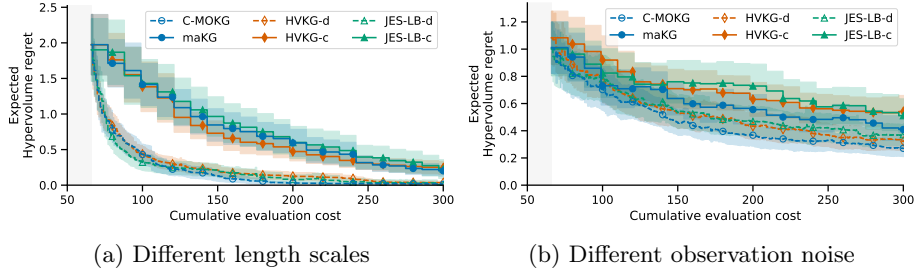 Expected
Hypervolume regret
2.5
2.0
1.5
1.0
0.5
0.0
50 100 150 200 250 300
Cumulative evaluation cost
C-MOKG HVKG-d JES-LB-d
maKG HVKG-c JES-LB-c
(a) Different length scales
Expected
Hypervolume regret
1.2
1.0
0.8
0.6
0.4
0.2
0.0
50 100 150 200 250 300
Cumulative evaluation cost
C-MOKG HVKG-d JES-LB-d
maKG HVKG-c JES-LB-c
(b) Different observation noise